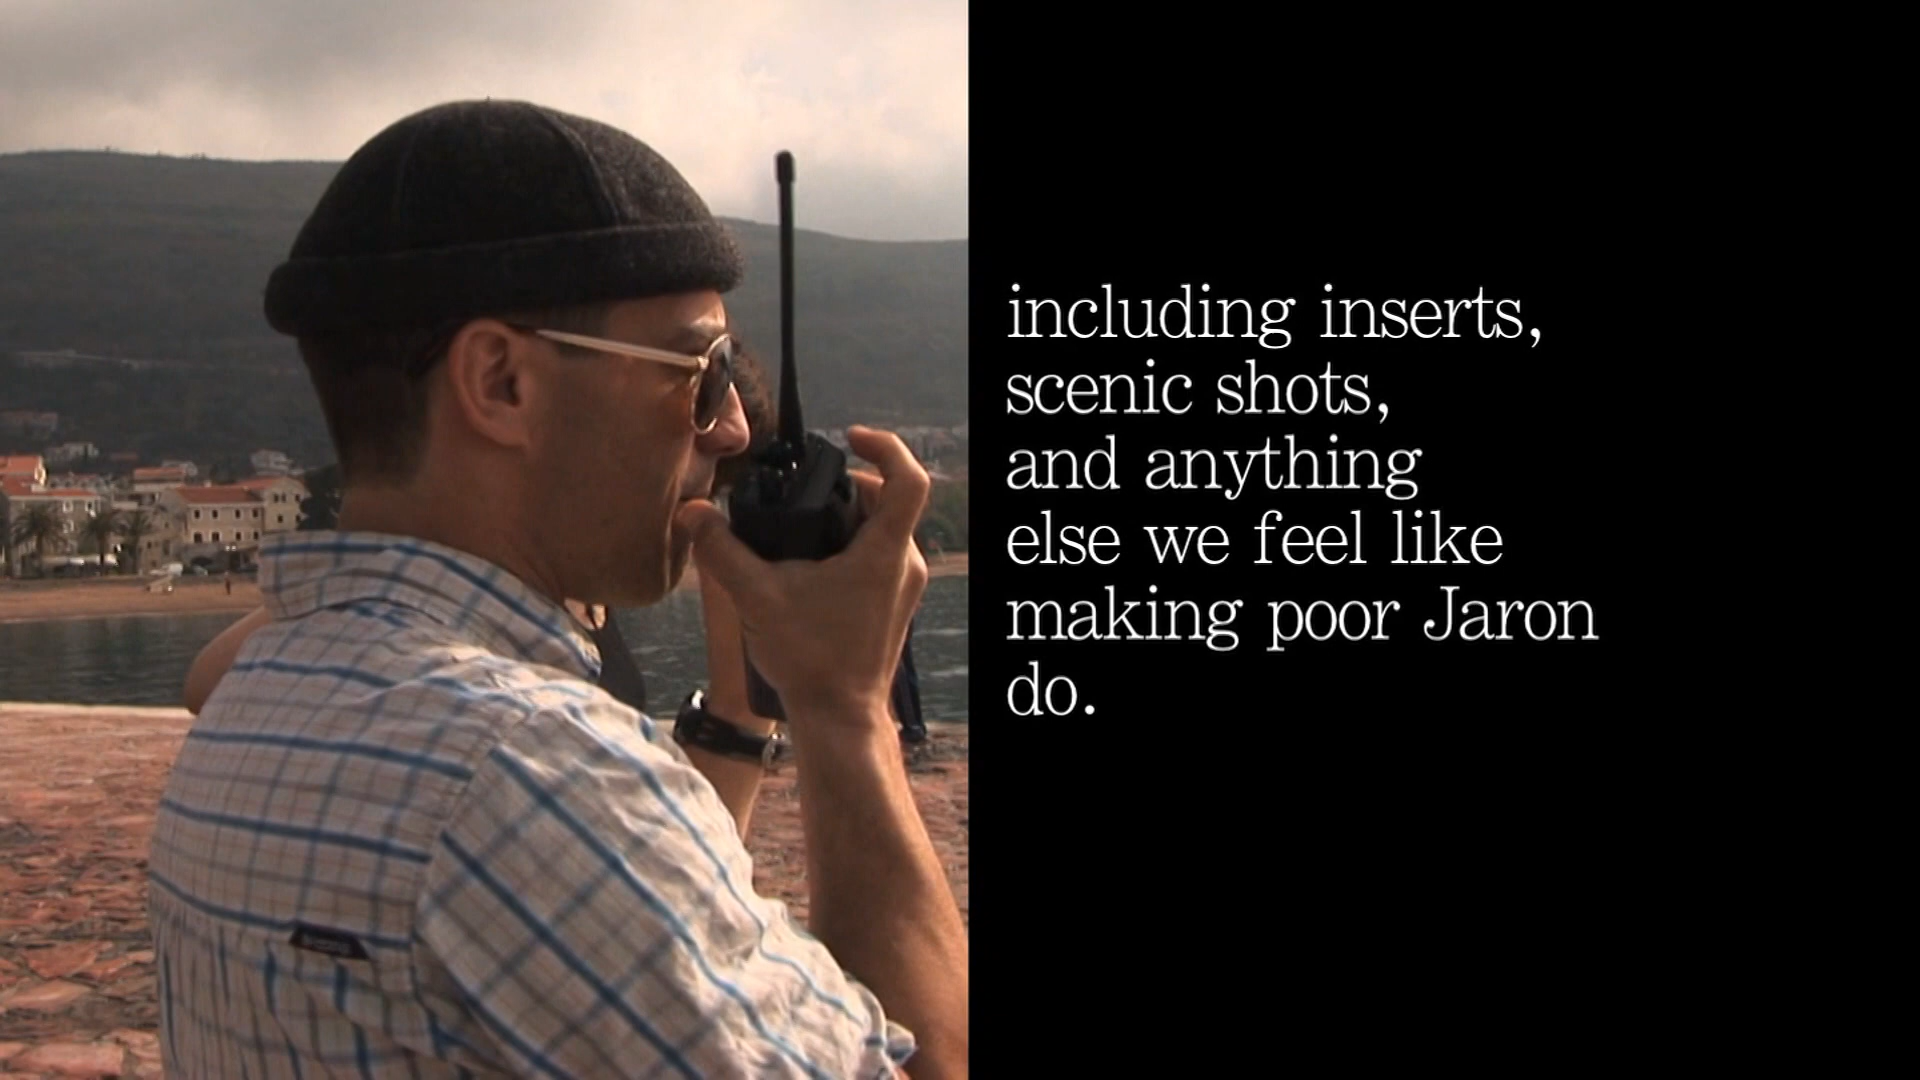 including inserts,
scenic shots,
and anything
else we feel like
making poor Jaron
do.